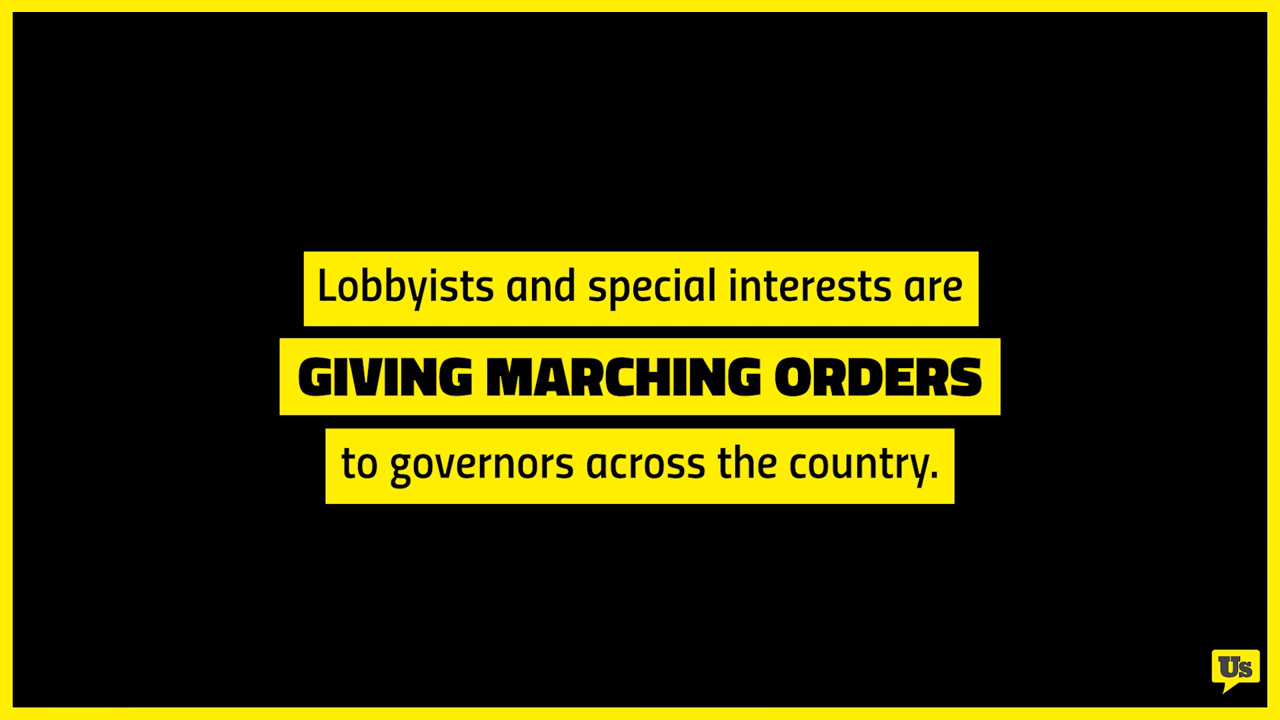 Lobbyists and special interests are
GIVING MARCHING ORDERS
to governors across the country.
Us